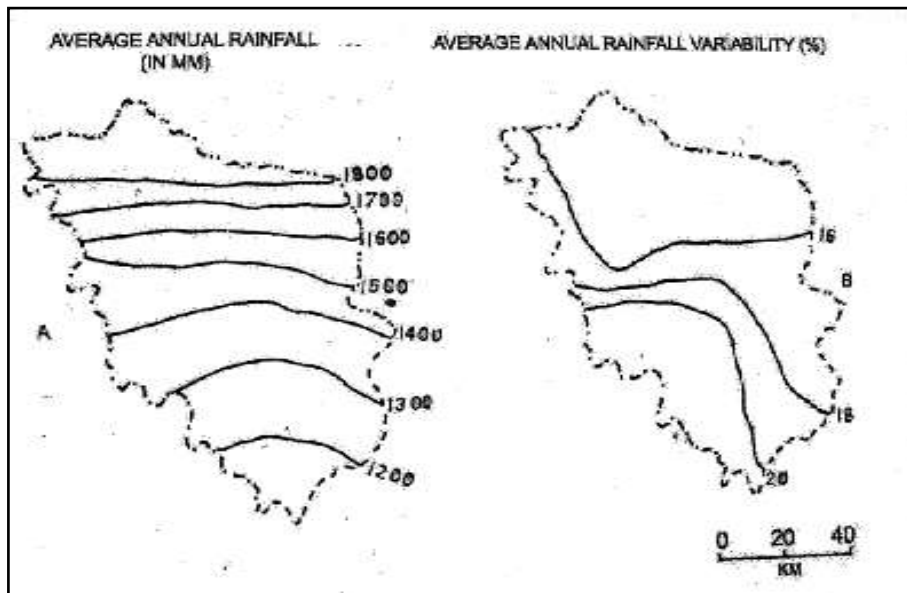 AVERAGE ANNUAL RAINFALL
(IN MM)
1800
1700
1600
1500
1400
1300
1200
A
AVERAGE ANNUAL RAINFALL VARIABILITY (%)
16
B
18
20
0 20 40
KM